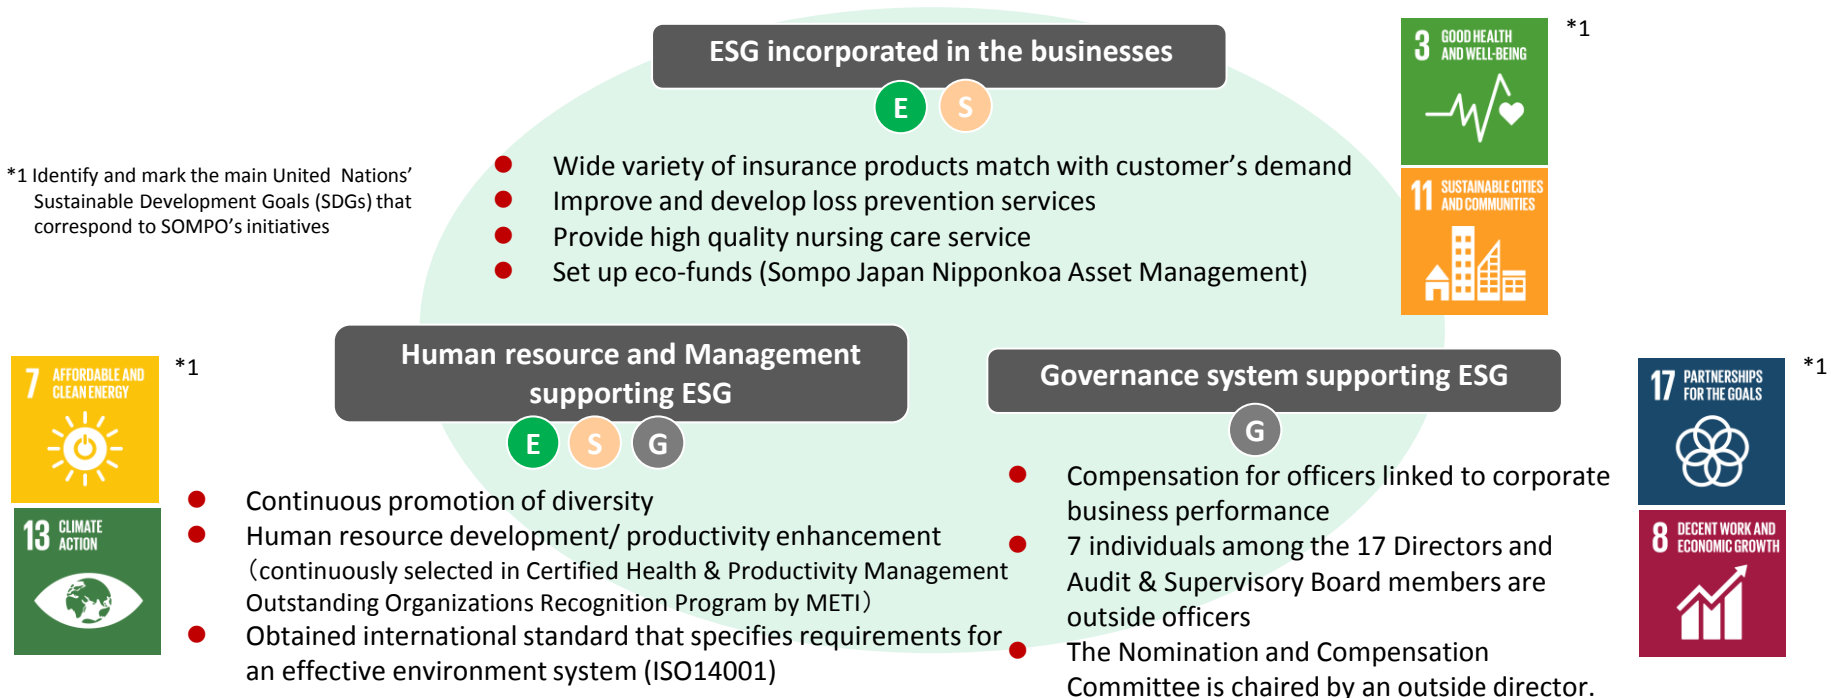 ESG incorporated in the businesses
E S
3 GOOD HEALTH
AND WELL-BEING
*1
11 SUSTAINABLE CITIES
AND COMMUNITIES
*1 Identify and mark the main United Nations’
Sustainable Development Goals (SDGs) that
correspond to SOMPO’s initiatives
● Wide variety of insurance products match with customer’s demand
● Improve and develop loss prevention services
● Provide high quality nursing care service
● Set up eco-funds (Sompo Japan Nipponkoa Asset Management)
7 AFFORDABLE AND
CLEAN ENERGY
*1
13 CLIMATE
ACTION
Human resource and Management
supporting ESG
E S G
● Continuous promotion of diversity
● Human resource development/ productivity enhancement
（continuously selected in Certified Health & Productivity Management
Outstanding Organizations Recognition Program by METI）
● Obtained international standard that specifies requirements for
an effective environment system (ISO14001)
Governance system supporting ESG
G
● Compensation for officers linked to corporate
business performance
● 7 individuals among the 17 Directors and
Audit & Supervisory Board members are
outside officers
● The Nomination and Compensation
Committee is chaired by an outside director.
17 PARTNERSHIPS
FOR THE GOALS
*1
8 DECENT WORK AND
ECONOMIC GROWTH